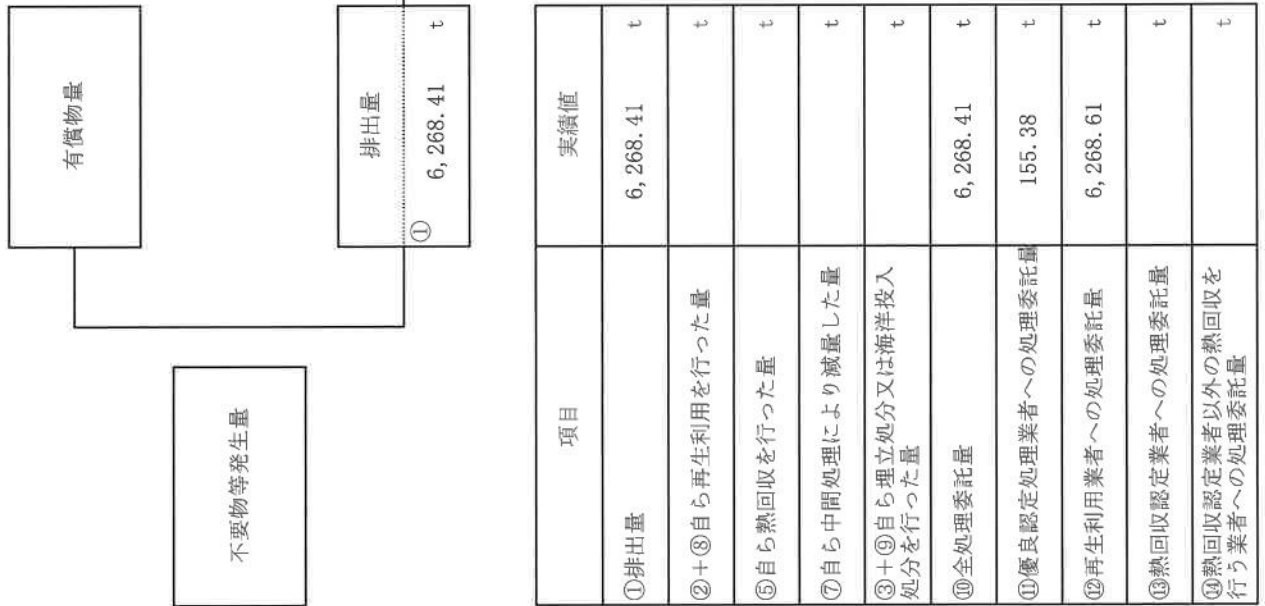 有償物量
不要物等発生量
排出量
① 6,268.41 t
項目 実績値
①排出量 6,268.41 t
②+⑧自ら再生利用を行った量 t
⑤自ら熱回収を行った量 t
⑦自ら中間処理により減量した量 t
③+⑨自ら埋立処分又は海洋投入
処分を行った量 t
⑩全処理委託量 6,268.41 t
⑪優良認定処理業者への処理委託量 155.38 t
⑫再生利用業者への処理委託量 6,268.61 t
⑬熱回収認定業者への処理委託量 t
⑭熱回収認定業者以外の熱回収を
行う業者への処理委託量 t